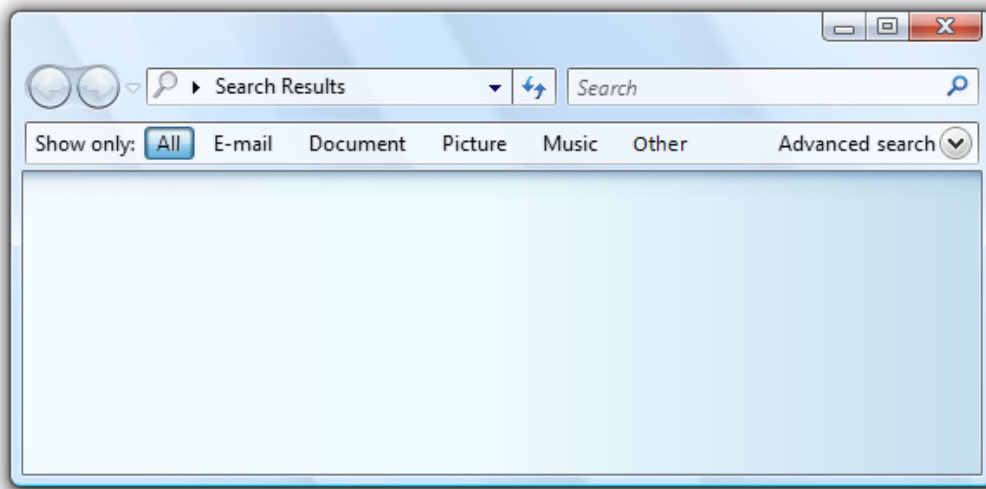 Search Results
Search
Show only: All E-mail Document Picture Music Other Advanced search